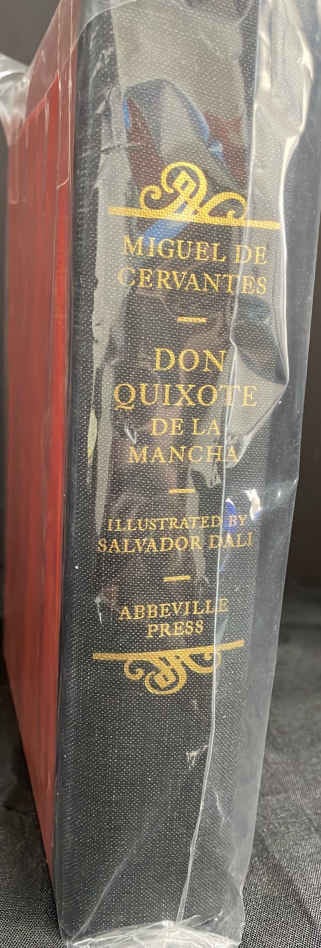 MIGUEL DE
CERVANTES
DON
QUIXOTE
DE LA
MANCHA
ILLUSTRATED BY
SALVADOR DALI
ABBEVILLE
PRESS